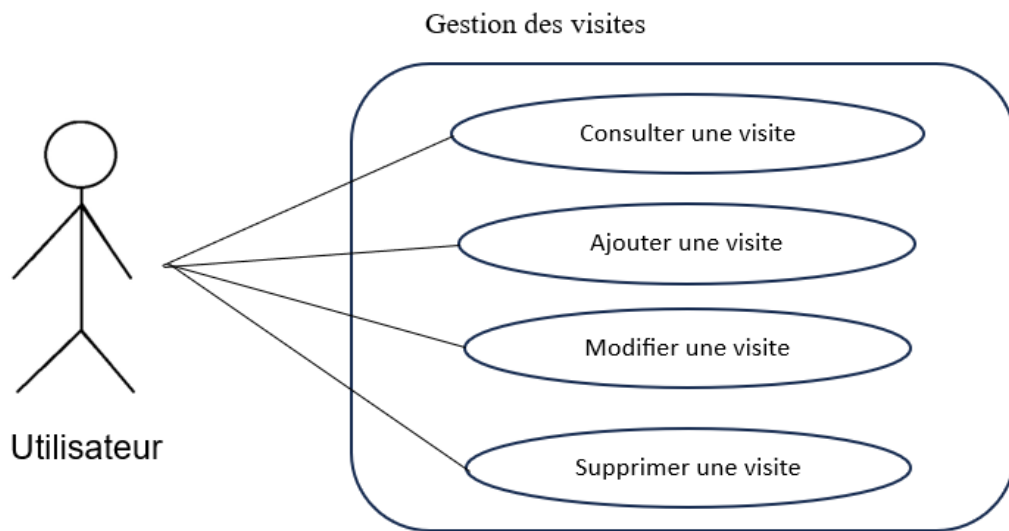 Gestion des visites
Consulter une visite
Ajouter une visite
Modifier une visite
Supprimer une visite
Utilisateur